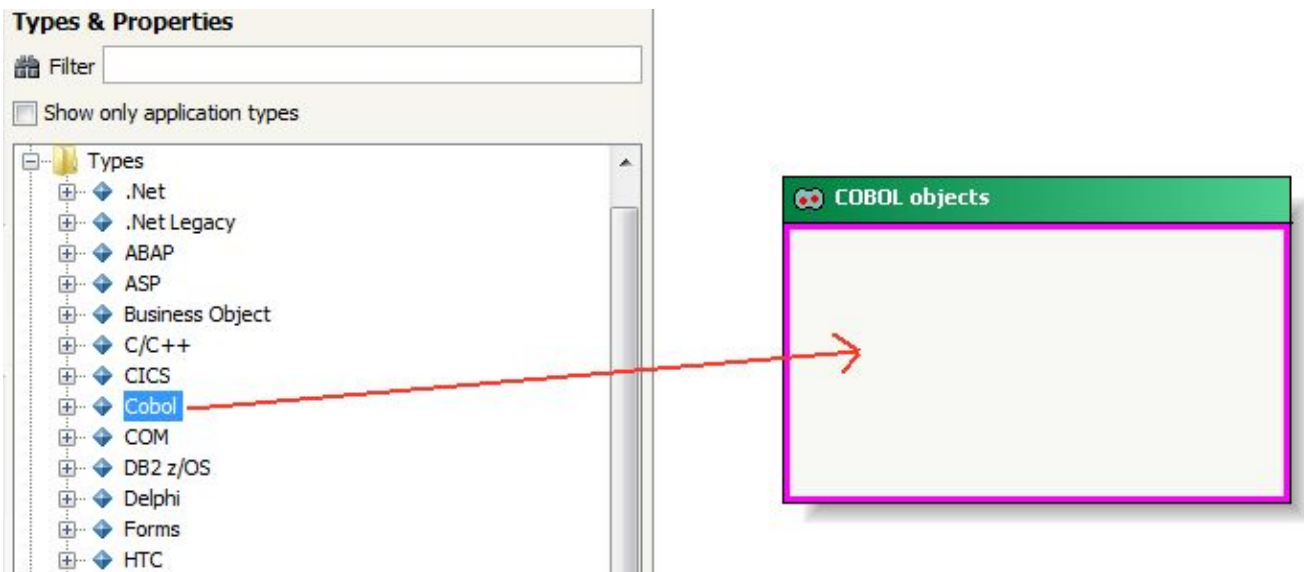 Types & Properties
Filter
Show only application types
Types
.Net
.Net Legacy
ABAP
ASP
Business Object
C/C++
CICS
Cobol
COM
DB2 z/OS
Delphi
Forms
HTC
COBOL objects